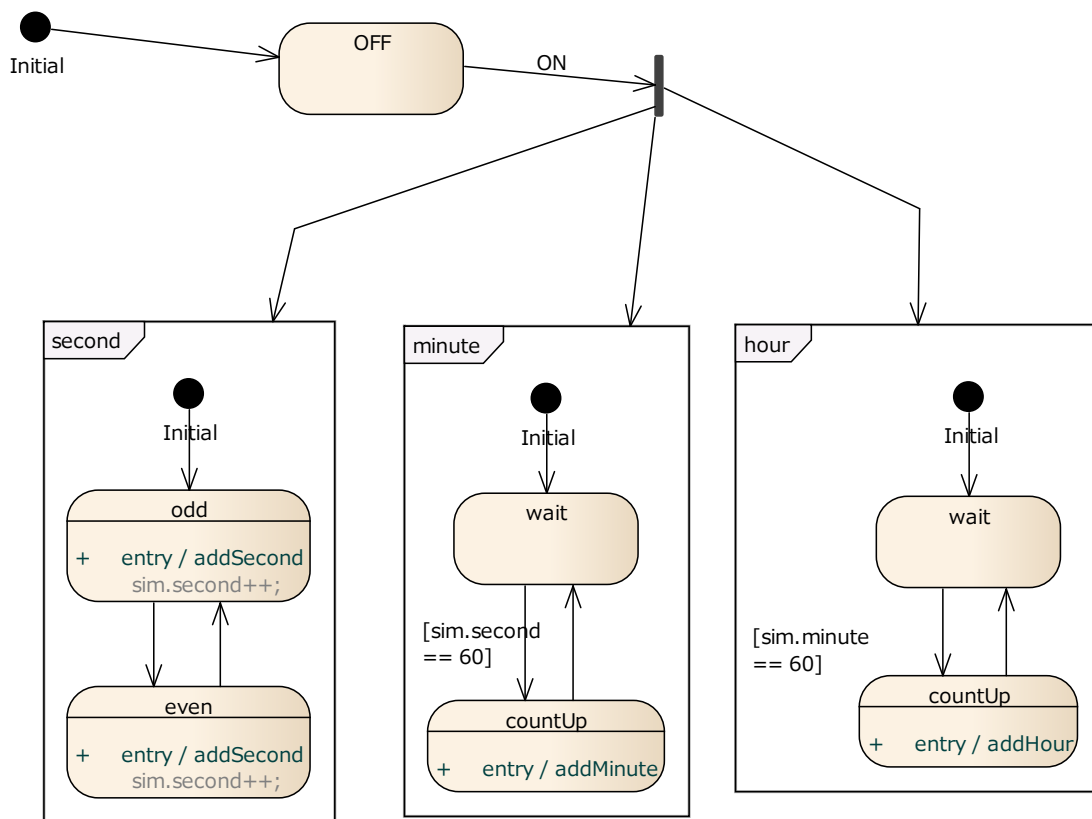 OFF
Initial
ON
second
minute
hour
Initial
Initial
Initial
odd
+ entry / addSecond
sim.second++;
wait
wait
[sim.second
== 60]
[sim.minute
== 60]
even
+ entry / addSecond
sim.second++;
countUp
+ entry / addMinute
countUp
+ entry / addHour